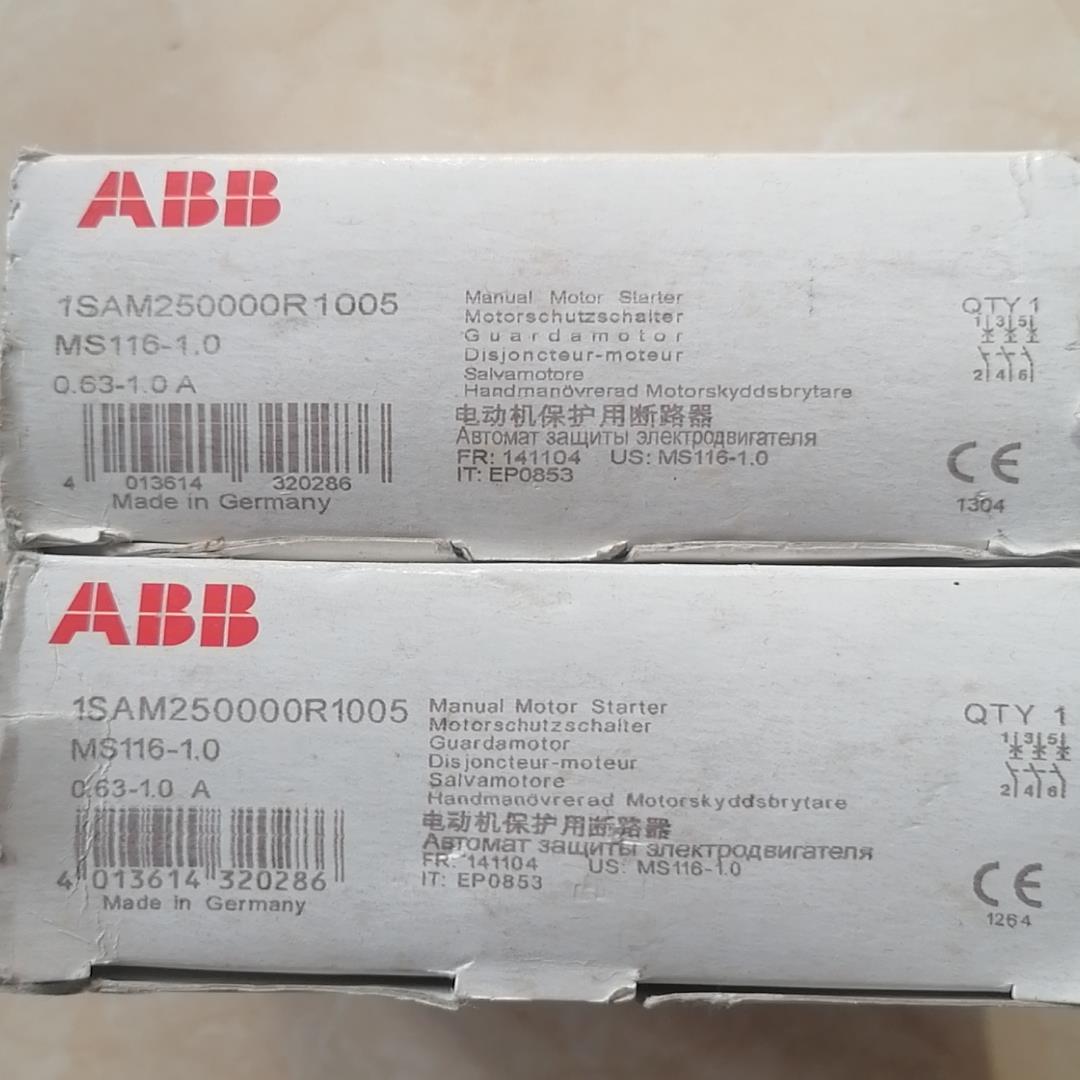 ABB
1SAM250000R1005
MS116-1.0
0.63-1.0 A
4 013614 320286
Made in Germany
Manual Motor Starter
Motorschutzschalter
Guardamotor
Disjoncteur-moteur
Salvamotore
Handmanövrerad Motorskyddsbrytare
电动机保护用断路器
Автомат защиты электродвигателя
FR: 141104 US: MS116-1.0
IT: EP0853
QTY 1
1 3 5
2 4 6
CE
1304
ABB
1SAM250000R1005
MS116-1.0
0.63-1.0 A
4 013614 320286
Made in Germany
Manual Motor Starter
Motorschutzschalter
Guardamotor
Disjoncteur-moteur
Salvamotore
Handmanövrerad Motorskyddsbrytare
电动机保护用断路器
Автомат защиты электродвигателя
FR: 141104 US: MS116-1.0
IT: EP0853
QTY 1
1 3 5
2 4 6
CE
1264